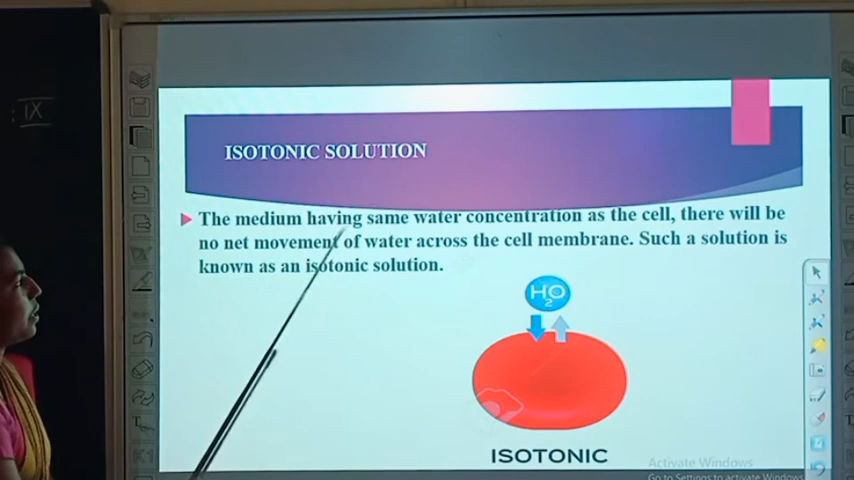 IX
ISOTONIC SOLUTION
The medium having same water concentration as the cell, there will be
no net movement of water across the cell membrane. Such a solution is
known as an isotonic solution.
H2O
ISOTONIC
Activate Windows
Go to Settings to activate Windows